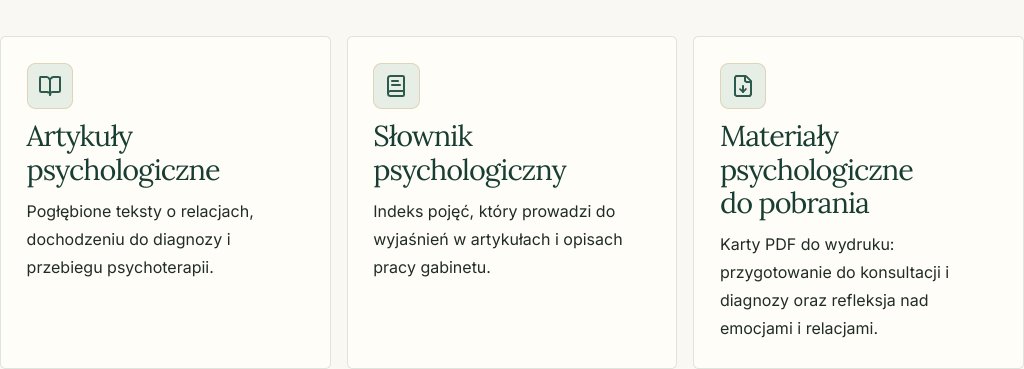 Artykuły
psychologiczne
Pogłębione teksty o relacjach,
dochodzeniu do diagnozy i
przebiegu psychoterapii.
Słownik
psychologiczny
Indeks pojęć, który prowadzi do
wyjaśnień w artykułach i opisach
pracy gabinetu.
Materiały
psychologiczne
do pobrania
Karty PDF do wydruku:
przygotowanie do konsultacji i
diagnozy oraz refleksja nad
emocjami i relacjami.